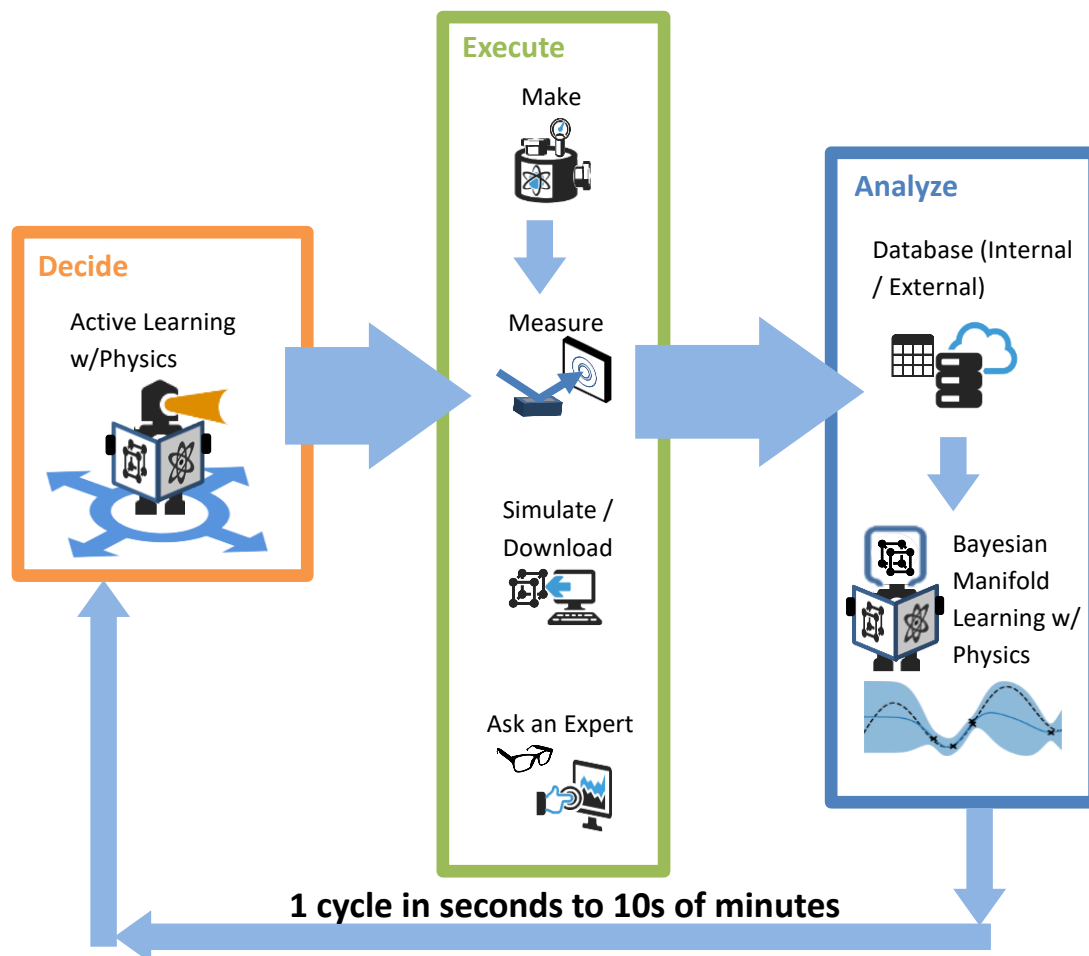 Decide
Active Learning
w/Physics
Execute
Make
Measure
Simulate /
Download
Ask an Expert
Analyze
Database (Internal
/ External)
Bayesian
Manifold
Learning w/
Physics
1 cycle in seconds to 10s of minutes